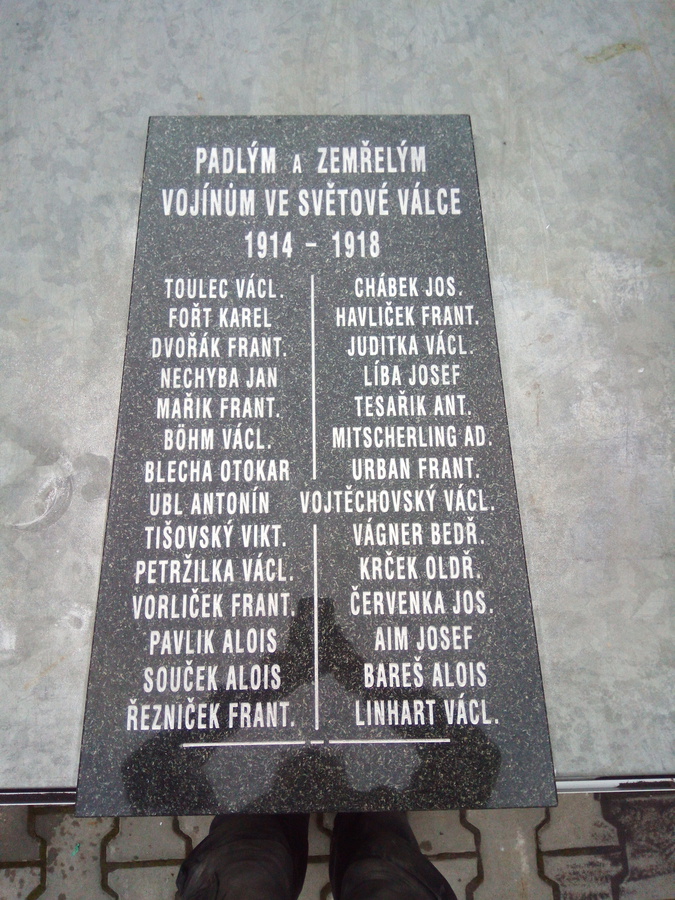 PADLÝM A ZEMŘELÝM
VOJÍNŮM VE SVĚTOVÉ VÁLCE
1914 - 1918
TOULEC VÁCL.
FOŘT KAREL
DVOŘÁK FRANT.
NECHYBA JAN
MAŘIK FRANT.
BÖHM VÁCL.
BLECHA OTOKAR
UBL ANTONÍN
TIŠOVSKÝ VIKT.
PETRŽILKA VÁCL.
VORLIČEK FRANT.
PAVLIK ALOIS
SOUČEK ALOIS
ŘEZNIČEK FRANT.
CHÁBEK JOS.
HAVLIČEK FRANT.
JUDITKA VÁCL.
LÍBA JOSEF
TESAŘIK ANT.
MITSCHERLING AD.
URBAN FRANT.
VOJTĚCHOVSKÝ VÁCL.
VÁGNER BEDŘ.
KRČEK OLDŘ.
ČERVENKA JOS.
AIM JOSEF
BAREŠ ALOIS
LINHART VÁCL.